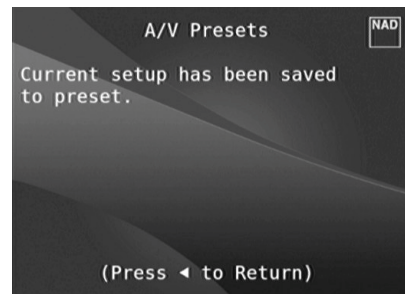 A/V Presets
NAD
Current setup has been saved
to preset.
(Press ◄ to Return)